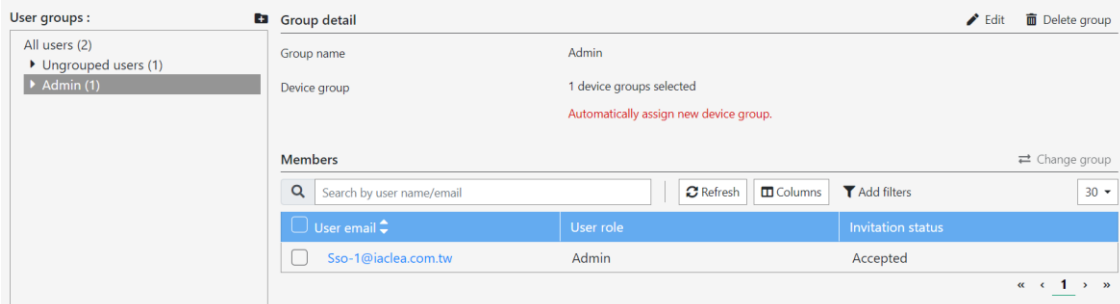 User groups :
All users (2)
Ungrouped users (1)
Admin (1)
Group detail
Edit
Delete group
Group name
Admin
Device group
1 device groups selected
Automatically assign new device group.
Members
Change group
Search by user name/email
Refresh
Columns
Add filters
30
User email
User role
Invitation status
Sso-1@iaclea.com.tw
Admin
Accepted
« ‹ 1 › »